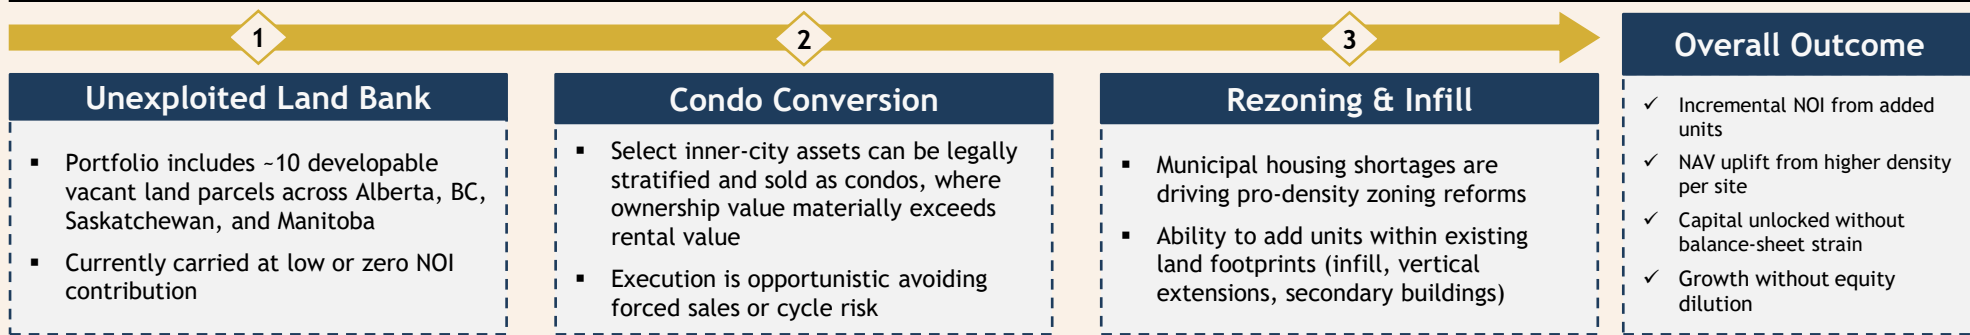 1
Unexploited Land Bank
▪ Portfolio includes ~10 developable
vacant land parcels across Alberta, BC,
Saskatchewan, and Manitoba
▪ Currently carried at low or zero NOI
contribution
2
Condo Conversion
▪ Select inner-city assets can be legally
stratified and sold as condos, where
ownership value materially exceeds
rental value
▪ Execution is opportunistic avoiding
forced sales or cycle risk
3
Rezoning & Infill
▪ Municipal housing shortages are
driving pro-density zoning reforms
▪ Ability to add units within existing
land footprints (infill, vertical
extensions, secondary buildings)
Overall Outcome
✓ Incremental NOI from added
units
✓ NAV uplift from higher density
per site
✓ Capital unlocked without
balance-sheet strain
✓ Growth without equity
dilution